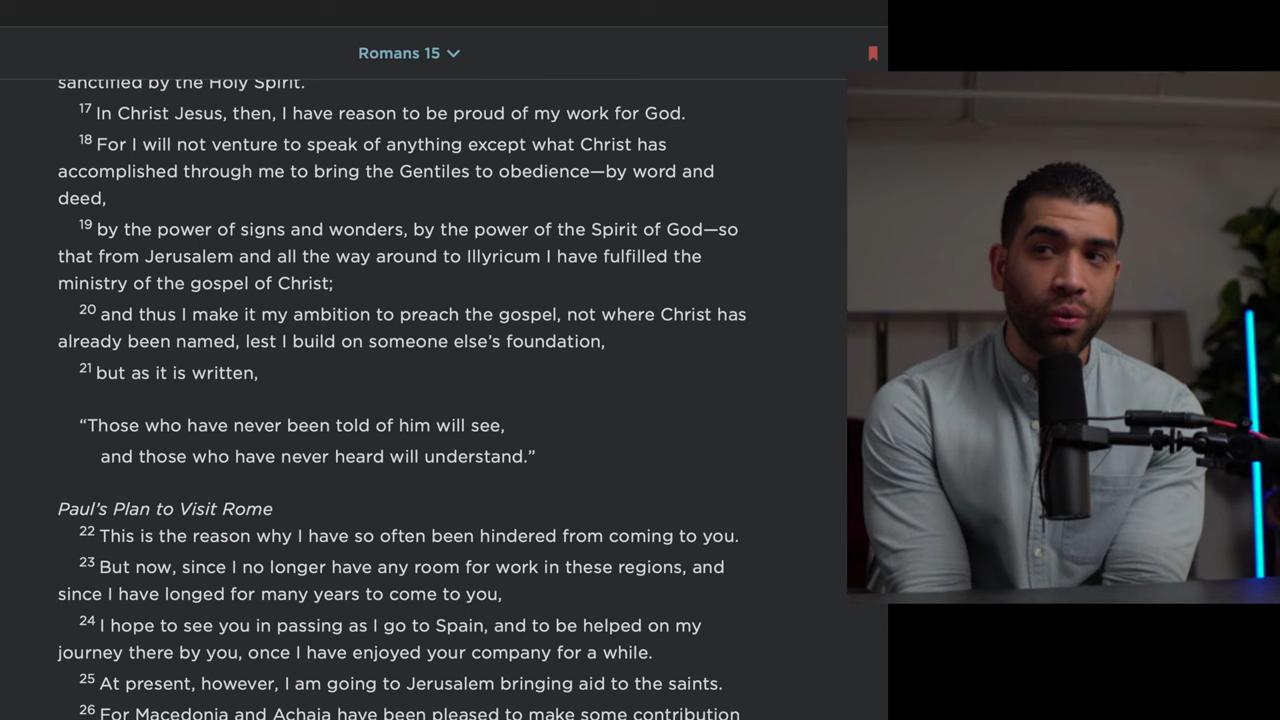 Romans 15
sanctified by the Holy Spirit.
17 In Christ Jesus, then, I have reason to be proud of my work for God.
18 For I will not venture to speak of anything except what Christ has
accomplished through me to bring the Gentiles to obedience—by word and
deed,
19 by the power of signs and wonders, by the power of the Spirit of God—so
that from Jerusalem and all the way around to Illyricum I have fulfilled the
ministry of the gospel of Christ;
20 and thus I make it my ambition to preach the gospel, not where Christ has
already been named, lest I build on someone else’s foundation,
21 but as it is written,
“Those who have never been told of him will see,
and those who have never heard will understand.”
Paul’s Plan to Visit Rome
22 This is the reason why I have so often been hindered from coming to you.
23 But now, since I no longer have any room for work in these regions, and
since I have longed for many years to come to you,
24 I hope to see you in passing as I go to Spain, and to be helped on my
journey there by you, once I have enjoyed your company for a while.
25 At present, however, I am going to Jerusalem bringing aid to the saints.
26 For Macedonia and Achaia have been pleased to make some contribution